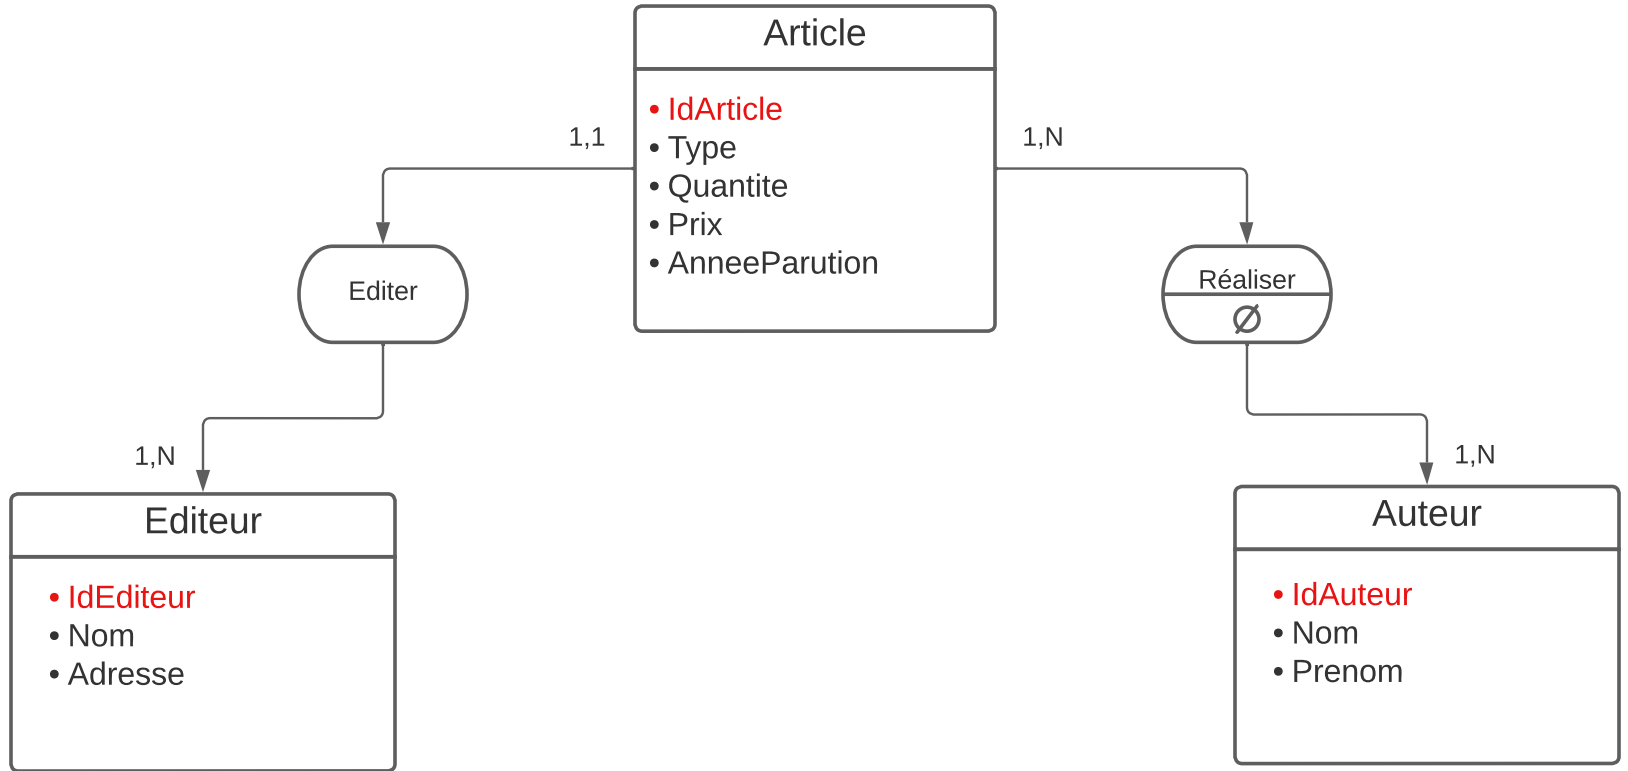 Article
• IdArticle
• Type
• Quantite
• Prix
• AnneeParution
1,1
1,N
Editer
Réaliser
Ø
1,N
1,N
Editeur
• IdEditeur
• Nom
• Adresse
Auteur
• IdAuteur
• Nom
• Prenom